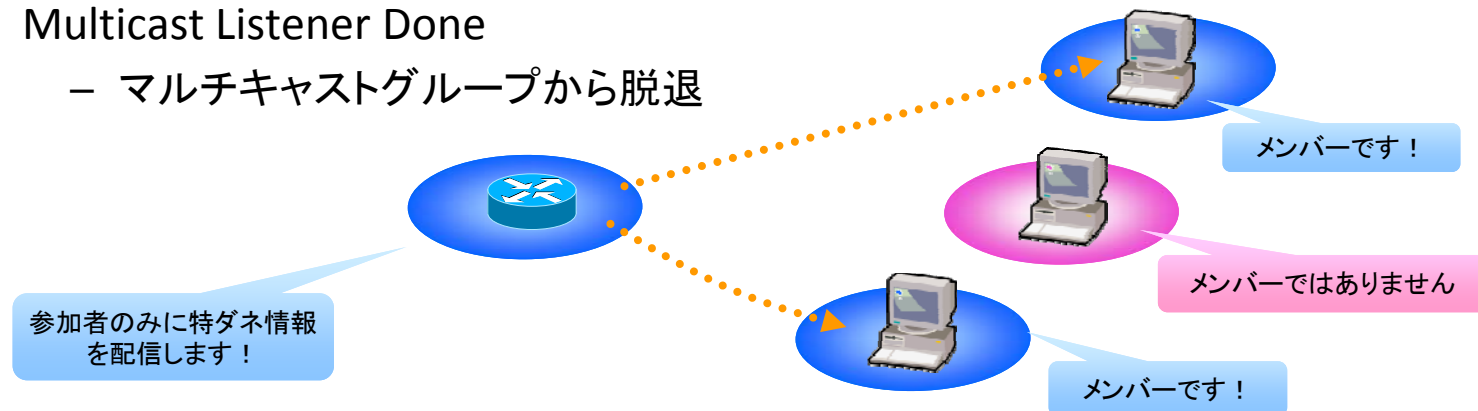 Multicast Listener Done
– マルチキャストグループから脱退
メンバーです！
メンバーではありません
参加者のみに特ダネ情報
を配信します！
メンバーです！